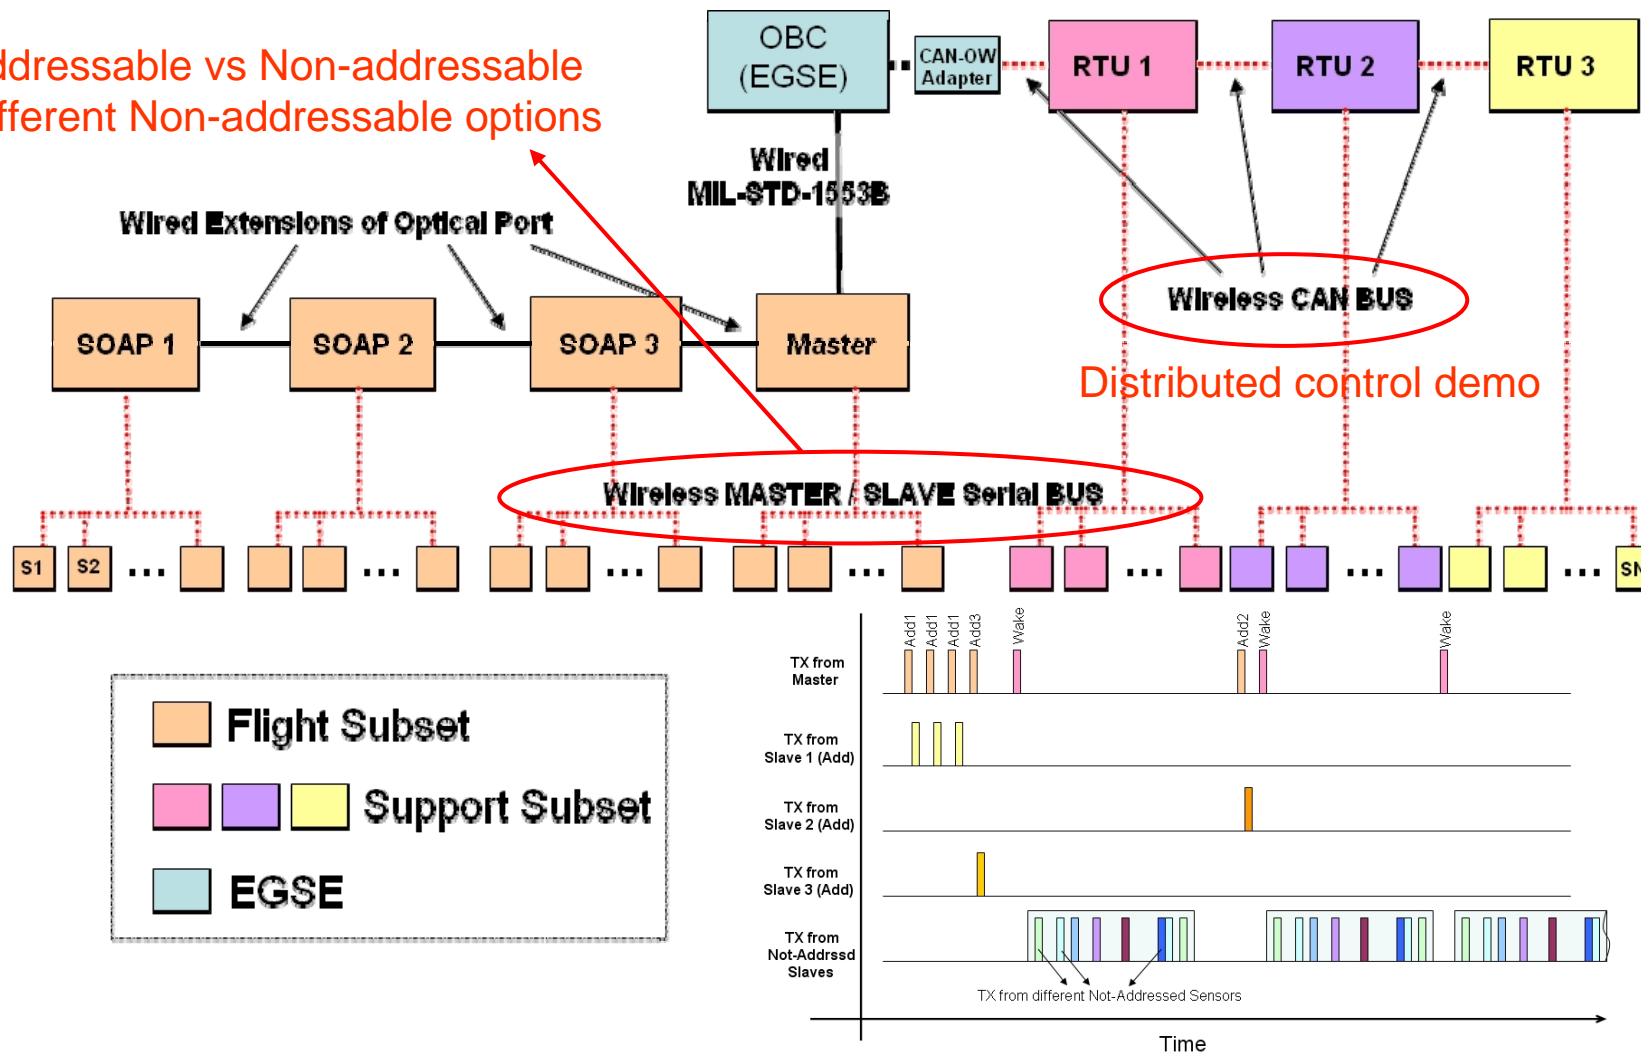 OBC
(EGSE)
CAN-OW
Adapter
RTU 1
RTU 2
RTU 3
vs Non-addressable
Non-addressable options
Wired
MIL-STD-1553B
Wired Extensions of Optical Port
Wireless CAN BUS
SOAP 1
SOAP 2
SOAP 3
Master
Distributed control demo
Wireless MASTER / SLAVE Serial BUS
S1
S2
...
...
...
...
...
...
...
SN
Flight Subset
Support Subset
EGSE
Add1
Add1
Add1
Add3
Wake
Add2
Wake
Wake
TX from
Master
TX from
Slave 1 (Add)
TX from
Slave 2 (Add)
TX from
Slave 3 (Add)
TX from
Not-Addrssd
Slaves
TX from different Not-Addressed Sensors
Time